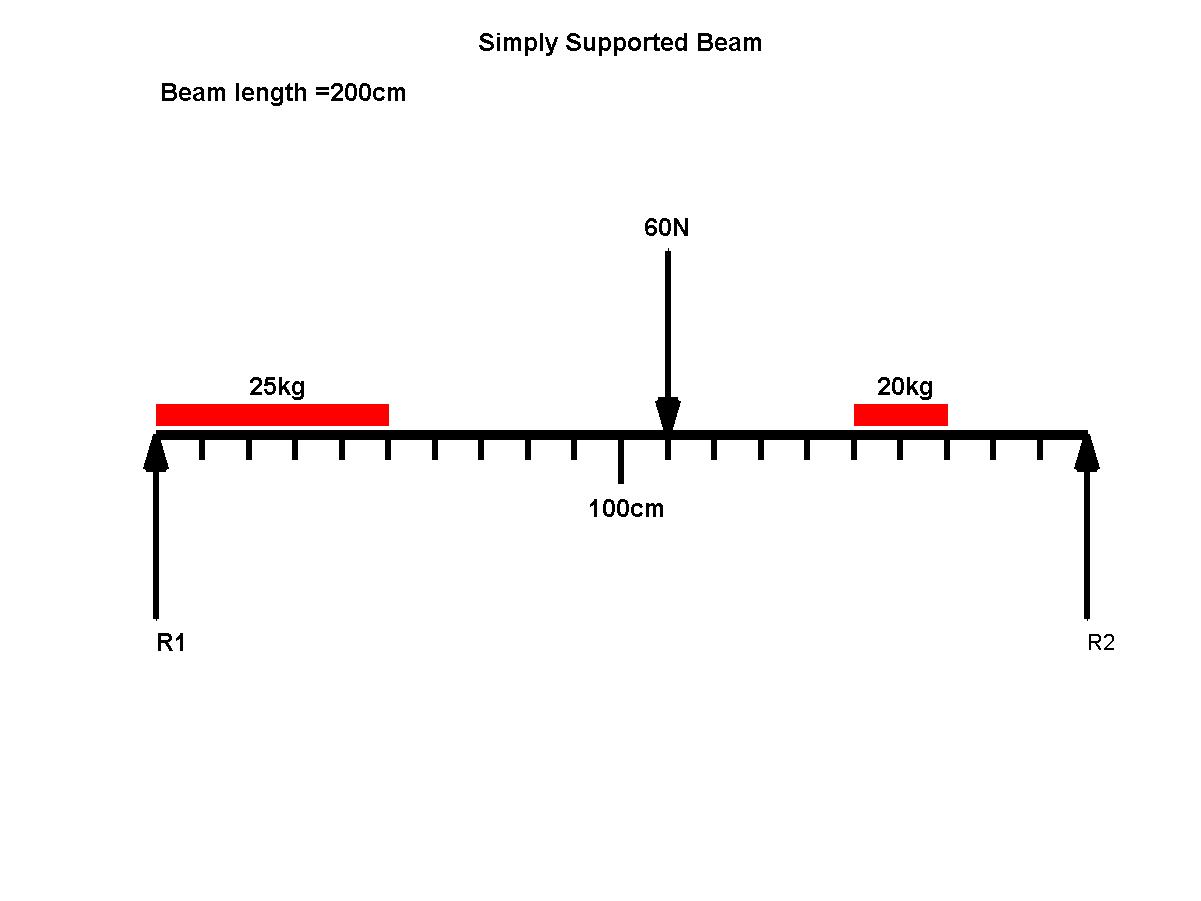 Simply Supported Beam
Beam length =200cm
60N
25kg
20kg
100cm
R1
R2